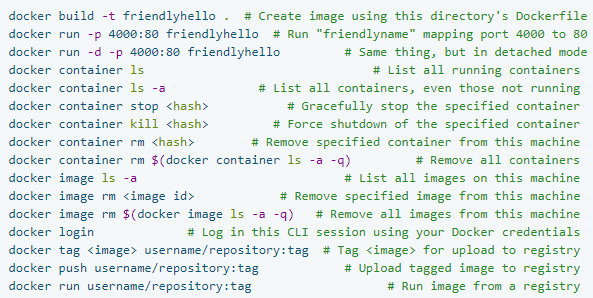 docker build -t friendlyhello .  # Create image using this directory's Dockerfile
docker run -p 4000:80 friendlyhello  # Run "friendlyname" mapping port 4000 to 80
docker run -d -p 4000:80 friendlyhello         # Same thing, but in detached mode
docker container ls                                # List all running containers
docker container ls -a             # List all containers, even those not running
docker container stop <hash>           # Gracefully stop the specified container
docker container kill <hash>         # Force shutdown of the specified container
docker container rm <hash>        # Remove specified container from this machine
docker container rm $(docker container ls -a -q)         # Remove all containers
docker image ls -a                             # List all images on this machine
docker image rm <image id>            # Remove specified image from this machine
docker image rm $(docker image ls -a -q)   # Remove all images from this machine
docker login             # Log in this CLI session using your Docker credentials
docker tag <image> username/repository:tag  # Tag <image> for upload to registry
docker push username/repository:tag            # Upload tagged image to registry
docker run username/repository:tag                   # Run image from a registry